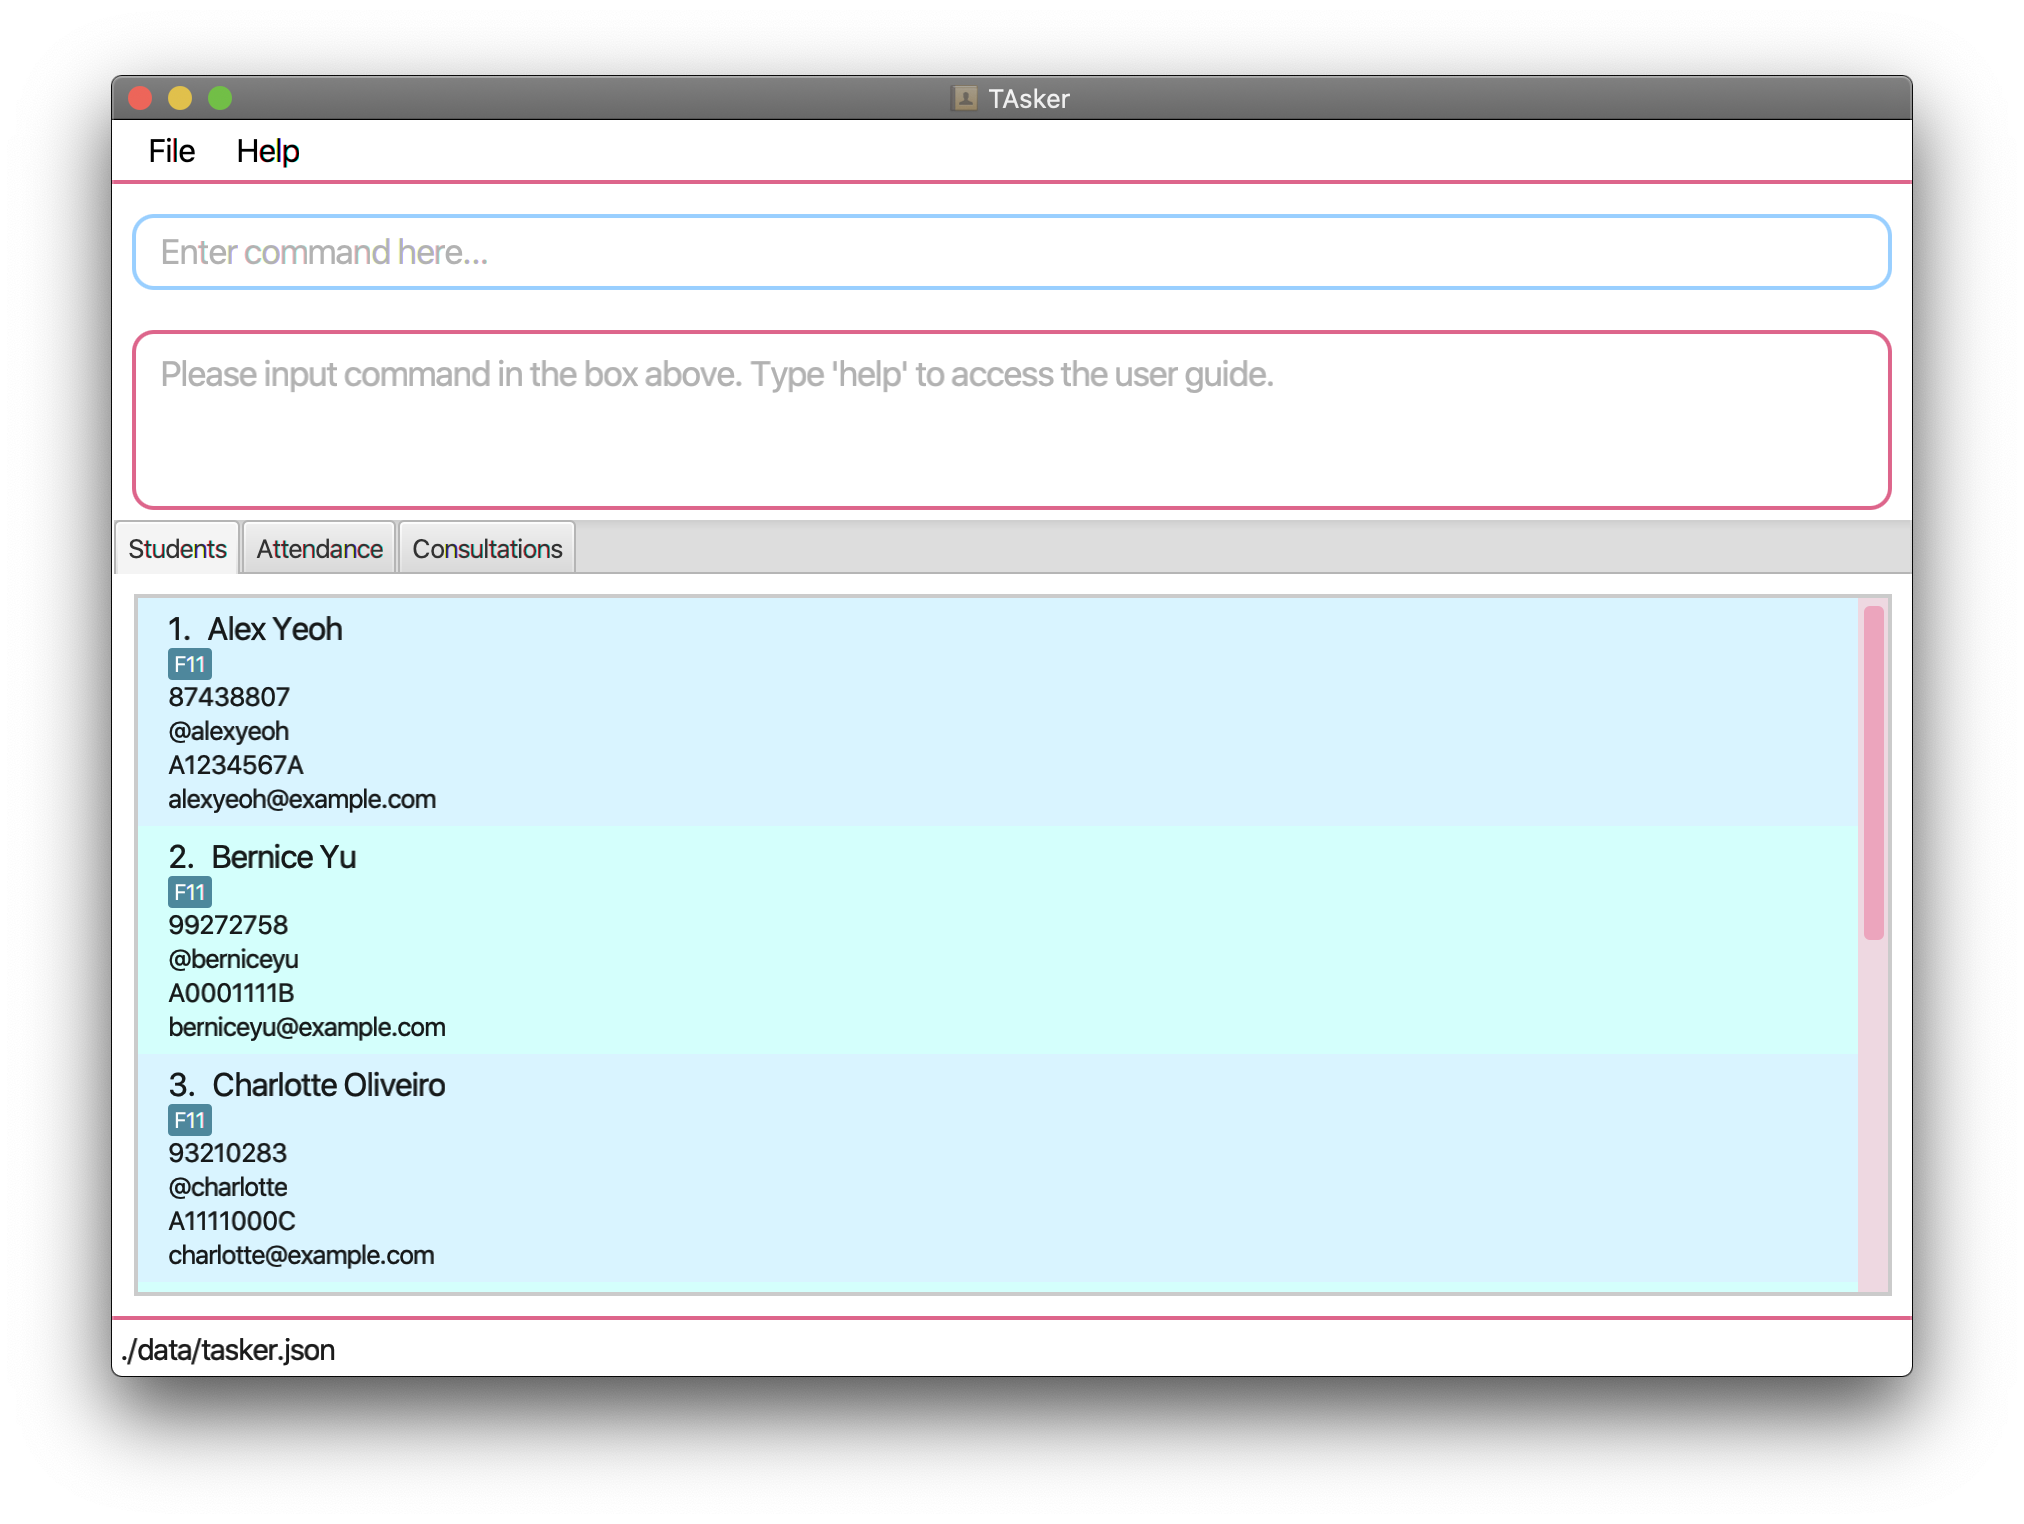 TAsker
File Help
Enter command here...
Please input command in the box above. Type 'help' to access the user guide.
Students Attendance Consultations
1. Alex Yeoh
F11
87438807
@alexyeoh
A1234567A
alexyeoh@example.com
2. Bernice Yu
F11
99272758
@berniceyu
A0001111B
berniceyu@example.com
3. Charlotte Oliveiro
F11
93210283
@charlotte
A1111000C
charlotte@example.com
./data/tasker.json